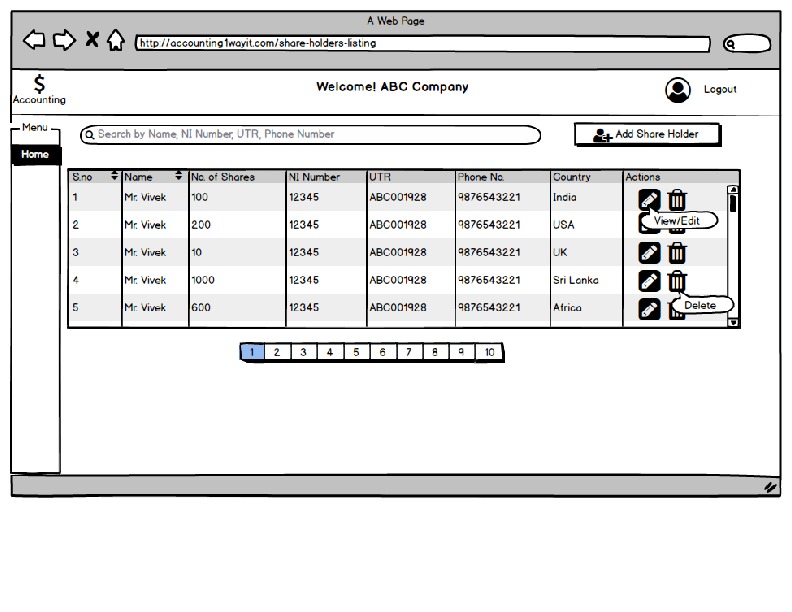 A Web Page
http://accounting1wayit.com/share-holders-listing
$
Accounting
Welcome! ABC Company
Logout
Menu
Home
Search by Name, NI Number, UTR, Phone Number
Add Share Holder
S.no Name No. of Shares NI Number UTR Phone No. Country Actions
1 Mr. Vivek 100 12345 ABC001928 9876543221 India
View/Edit
2 Mr. Vivek 200 12345 ABC001928 9876543221 USA
3 Mr. Vivek 10 12345 ABC001928 9876543221 UK
4 Mr. Vivek 1000 12345 ABC001928 9876543221 Sri Lanka
Delete
5 Mr. Vivek 600 12345 ABC001928 9876543221 Africa
1 2 3 4 5 6 7 8 9 10